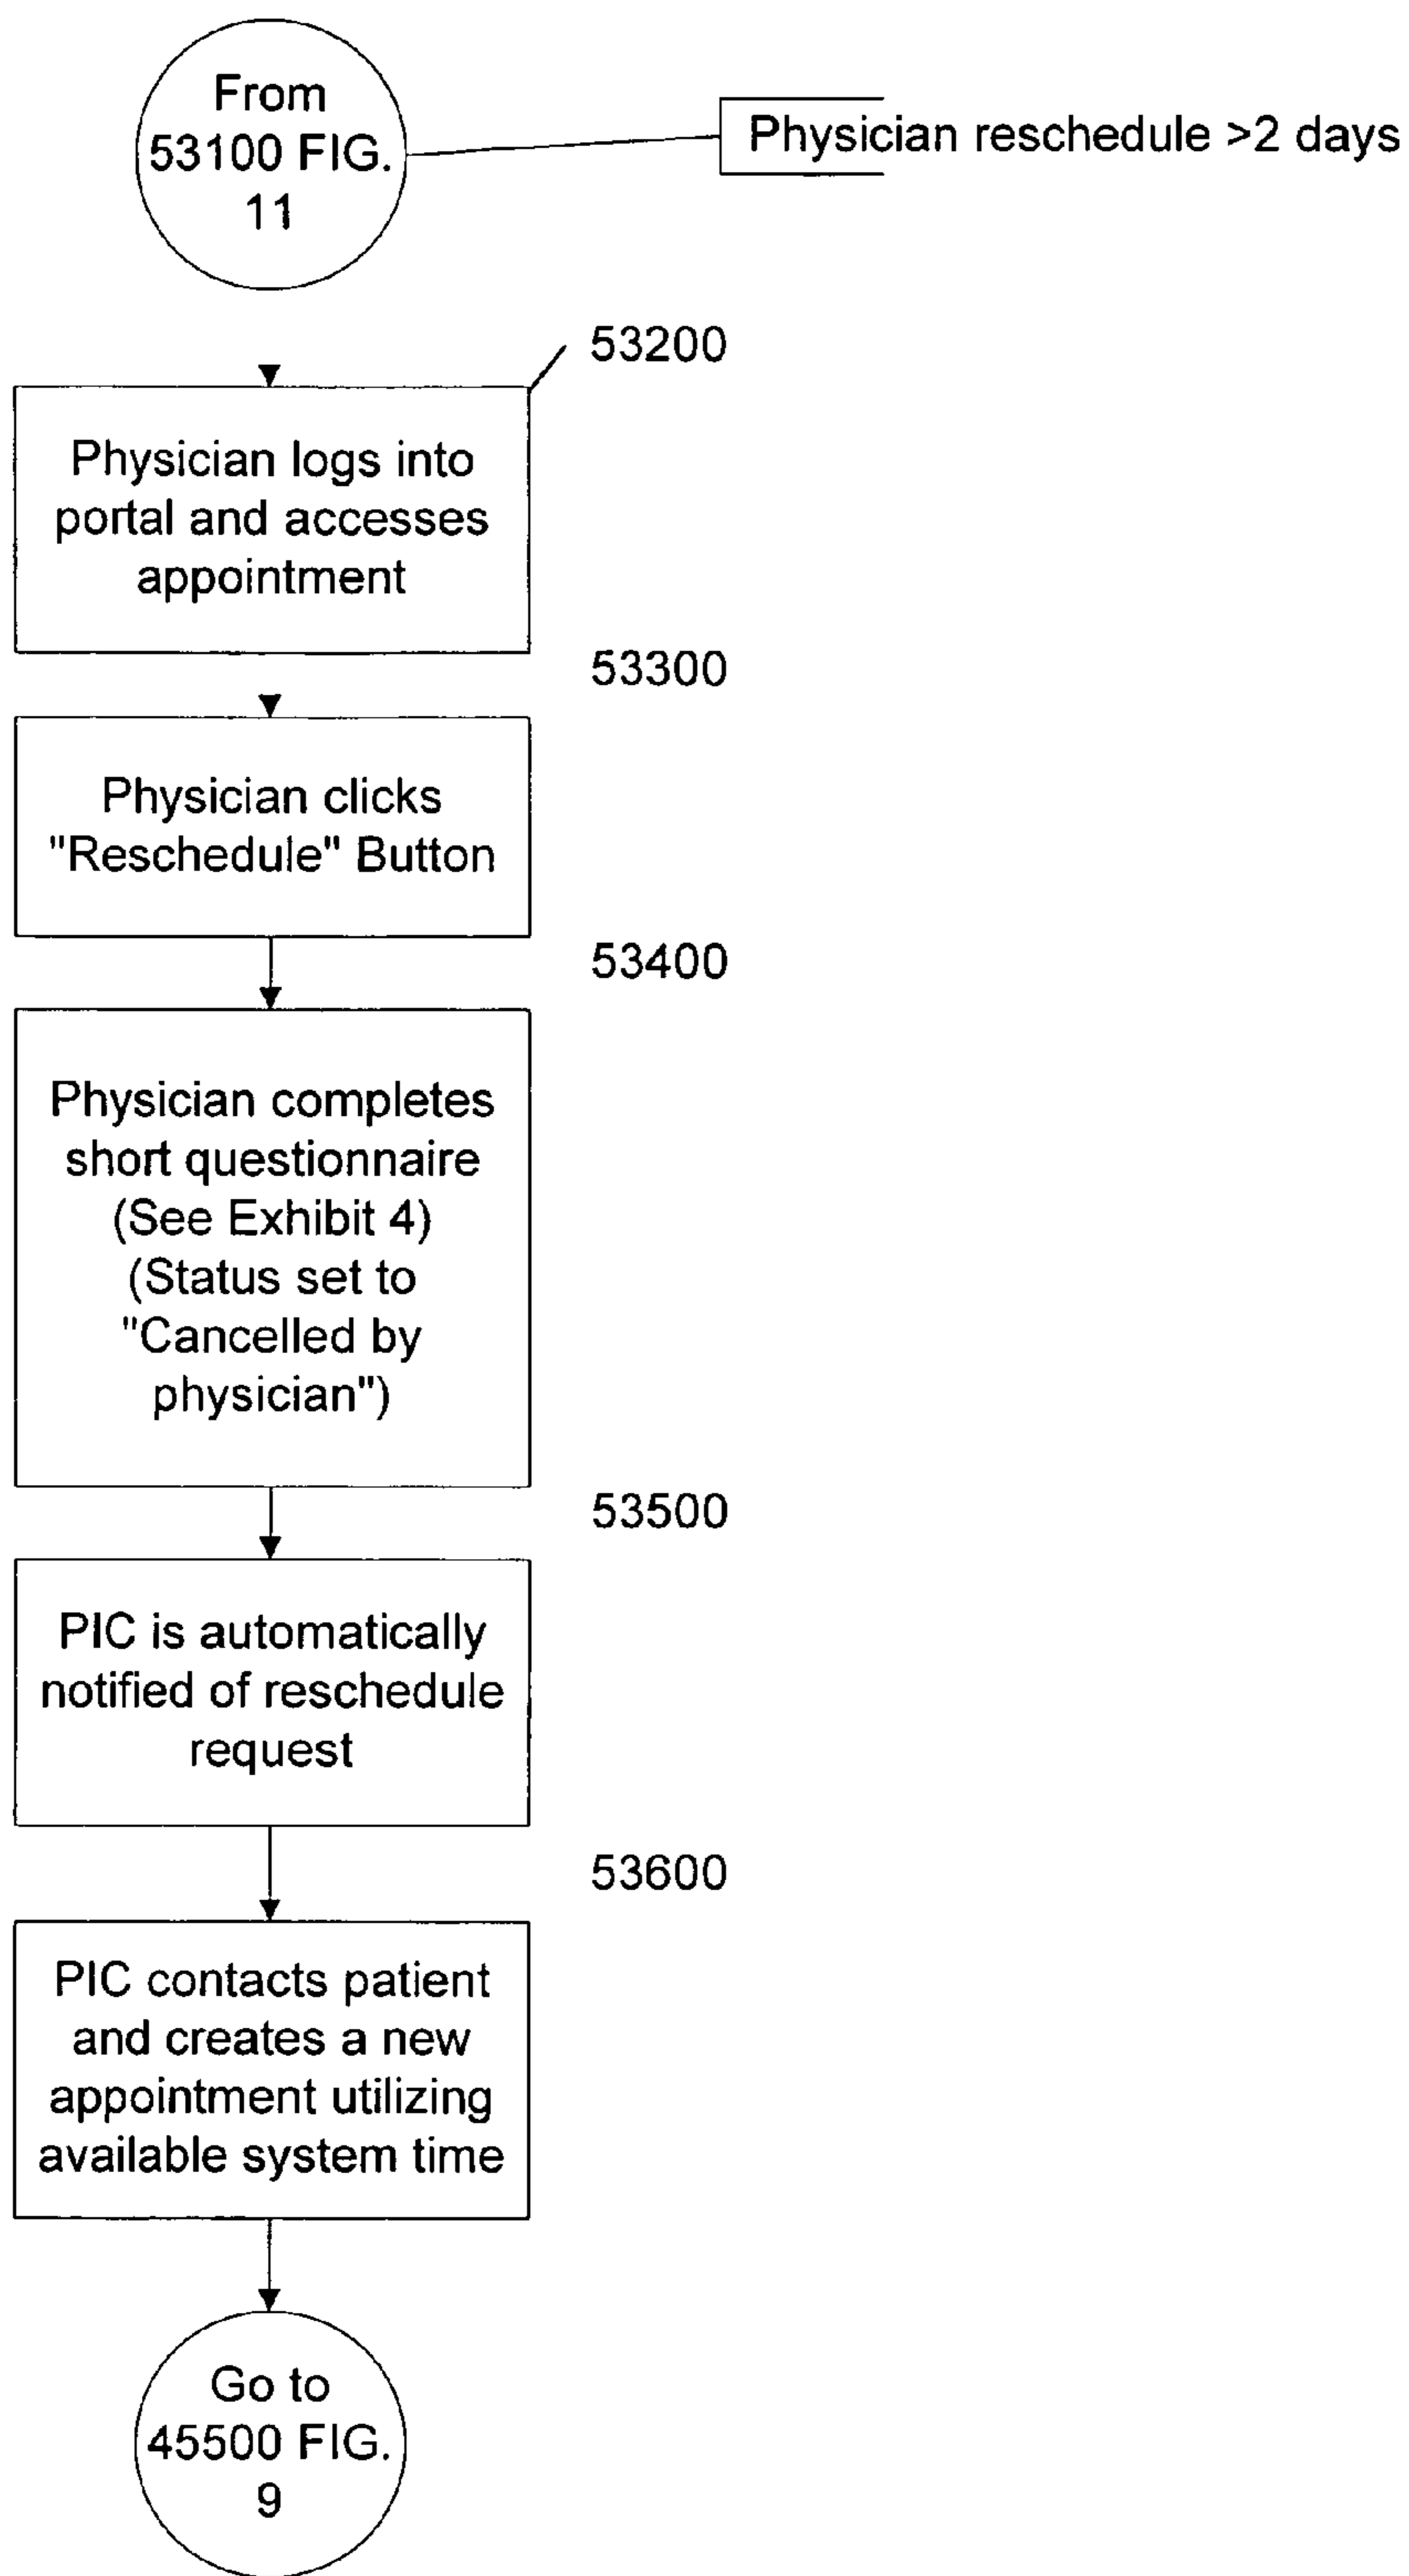 From
53100 FIG.
11
Physician reschedule >2 days
53200
Physician logs into
portal and accesses
appointment
53300
Physician clicks
"Reschedule" Button
53400
Physician completes
short questionnaire
(See Exhibit 4)
(Status set to
"Cancelled by
physician")
53500
PIC is automatically
notified of reschedule
request
53600
PIC contacts patient
and creates a new
appointment utilizing
available system time
Go to
45500 FIG.
9